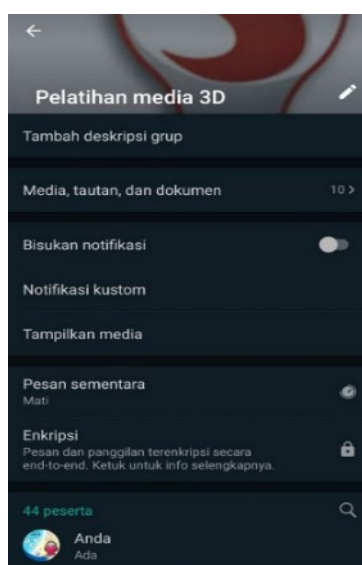 Pelatihan media 3D
Tambah deskripsi grup
Media, tautan, dan dokumen 10 >
Bisukan notifikasi
Notifikasi kustom
Tampilkan media
Pesan sementara
Mati
Enkripsi
Pesan dan panggilan terenkripsi secara
end-to-end. Ketuk untuk info selengkapnya.
44 peserta
Anda
Ada